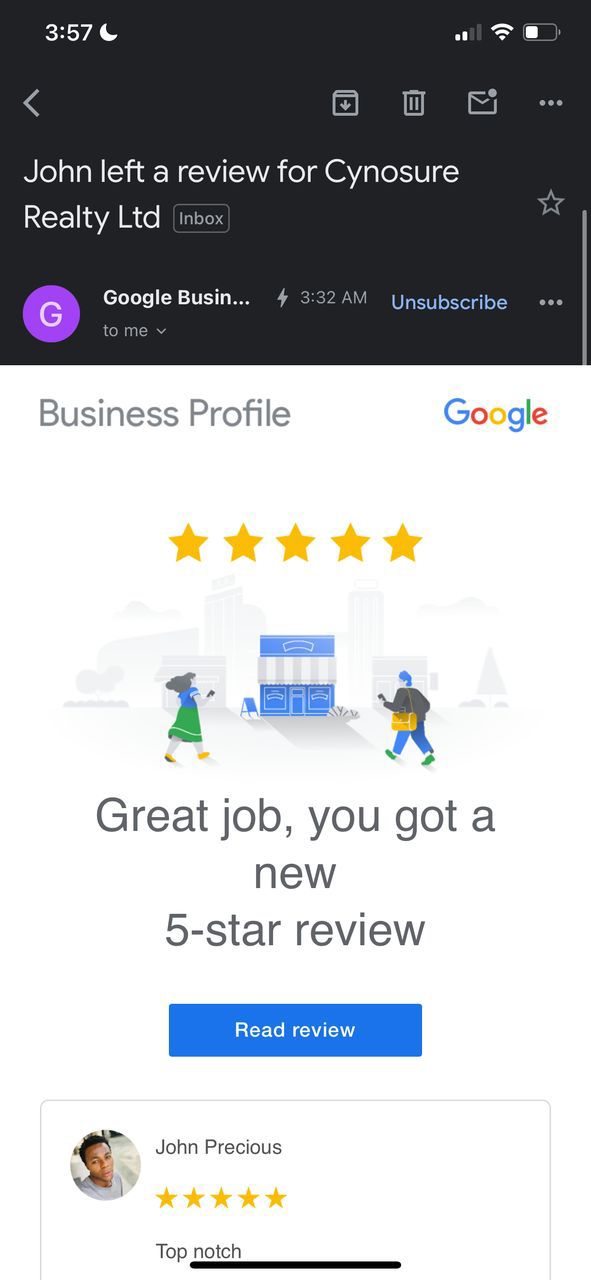 3:57
John left a review for Cynosure
Realty Ltd Inbox
G
Google Busin... 3:32 AM Unsubscribe
to me
Business Profile Google
Great job, you got a
new
5-star review
Read review
John Precious
Top notch